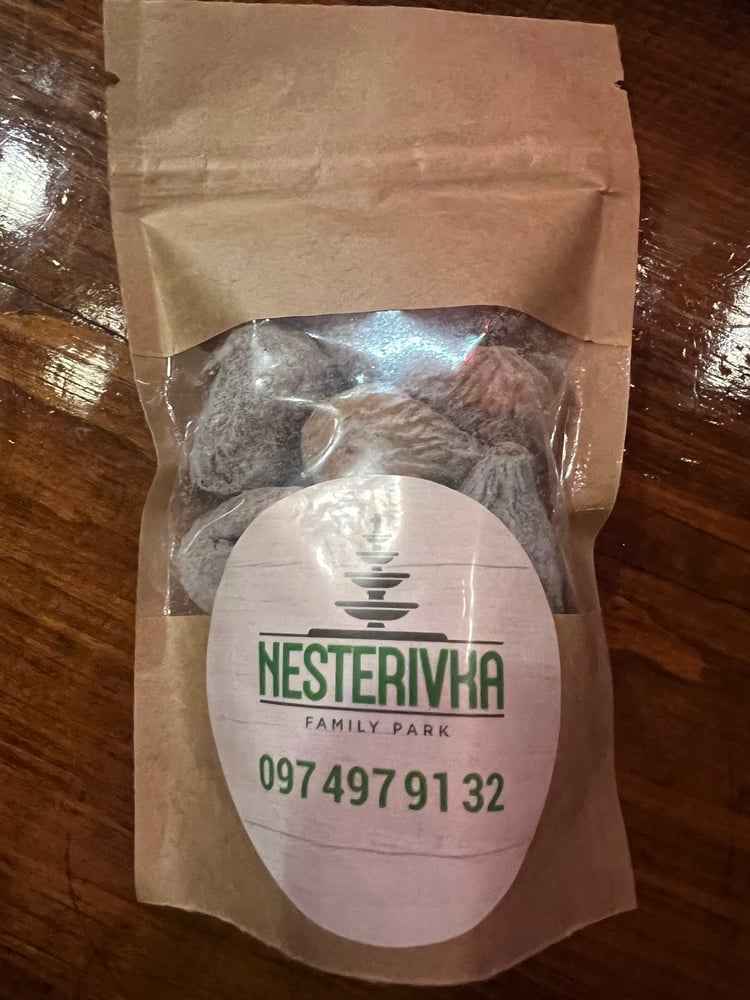 NESTERIVKA
FAMILY PARK
097 497 91 32